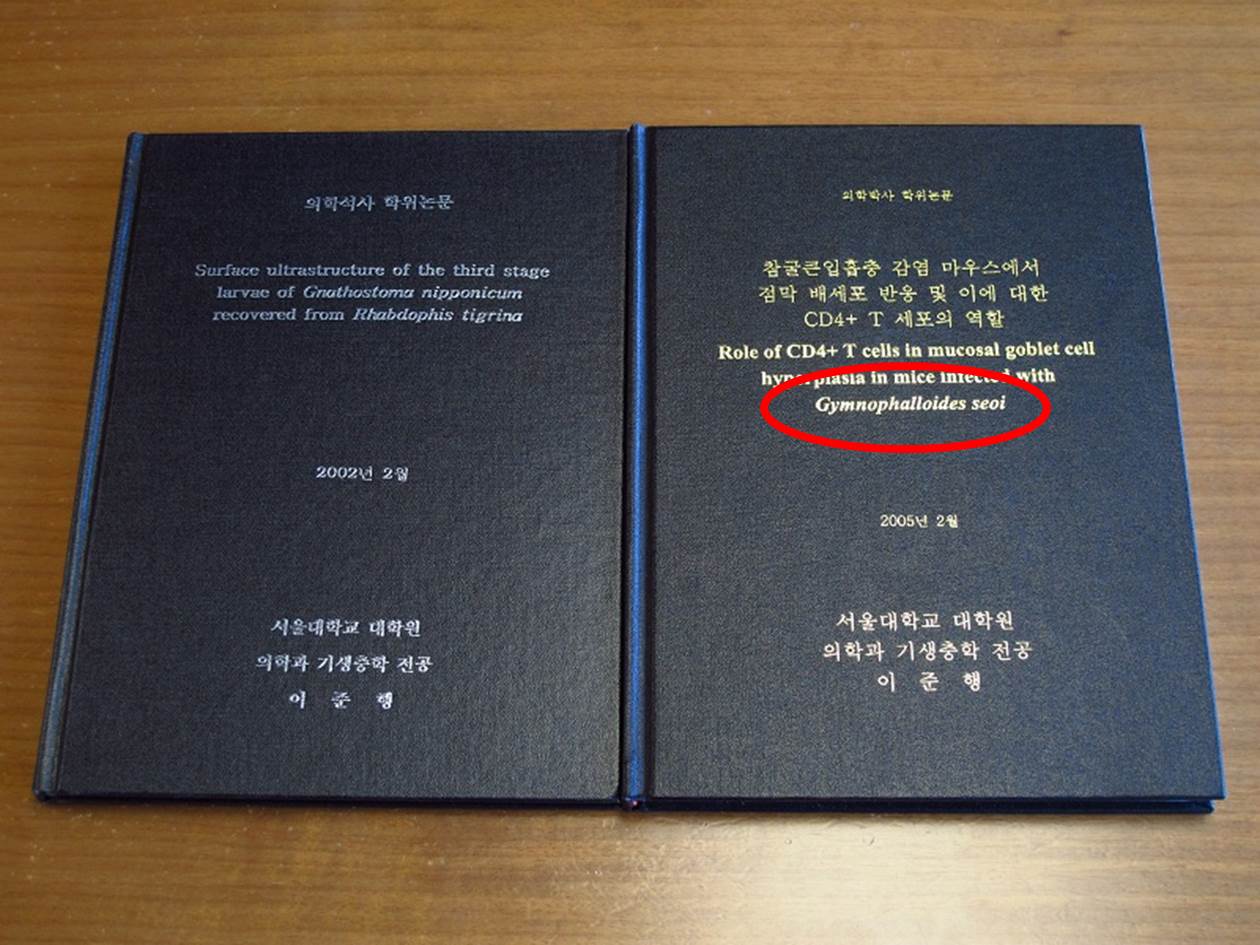 의학석사 학위논문
Surface ultrastructure of the third stage
larvae of Gnathostoma nipponicum
recovered from Rhabdophis tigrina
2002년 2월
서울대학교 대학원
의학과 기생충학 전공
이 준 행
의학박사 학위논문
참굴큰입흡충 감염 마우스에서
점막 배세포 반응 및 이에 대한
CD4+ T 세포의 역할
Role of CD4+ T cells in mucosal goblet cell
hyperplasia in mice infected with
Gymnophalloides seoi
2005년 2월
서울대학교 대학원
의학과 기생충학 전공
이 준 행